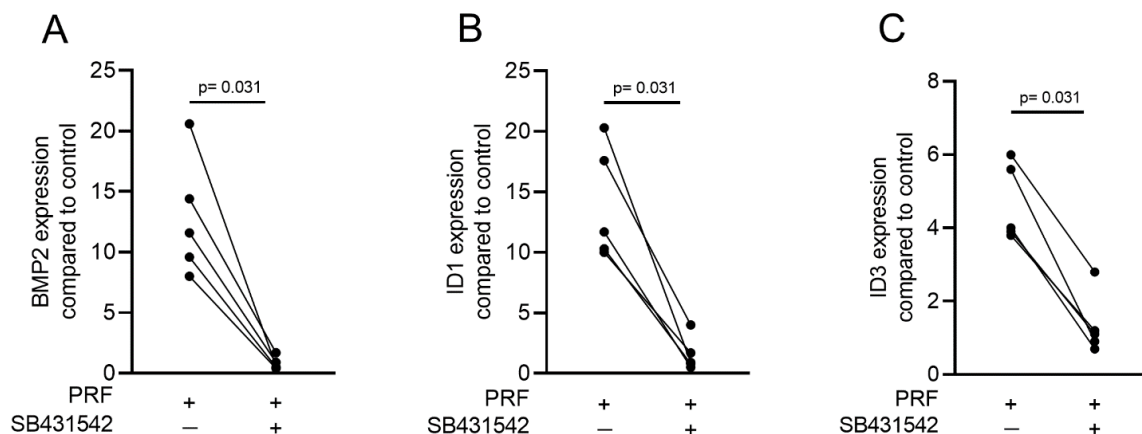 A
B
C
p= 0.031
p= 0.031
p= 0.031
BMP2 expression
compared to control
25
20
15
10
5
0
ID1 expression
compared to control
25
20
15
10
5
0
ID3 expression
compared to control
8
6
4
2
0
PRF + +
SB431542 — +
PRF + +
SB431542 — +
PRF + +
SB431542 — +